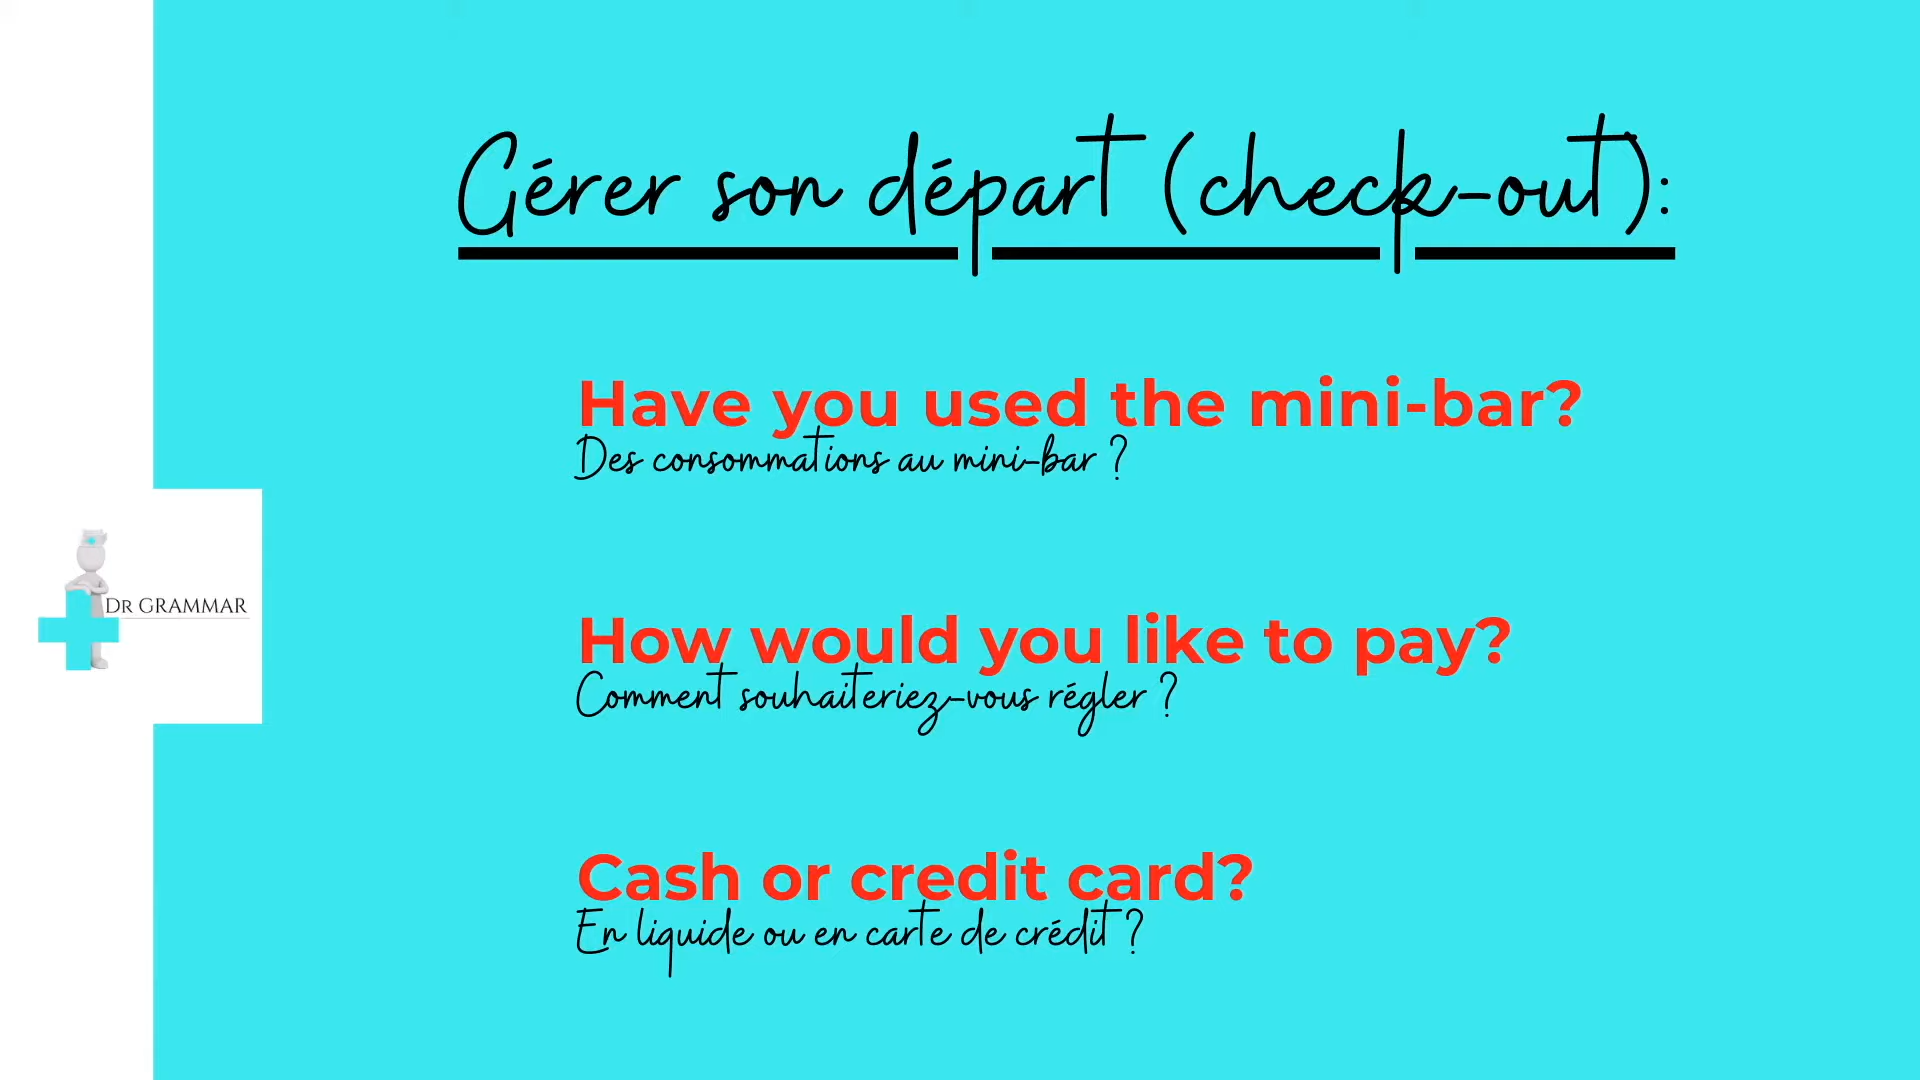 Gérer son départ (check-out):
Have you used the mini-bar?
Des consommations au mini-bar ?
DR GRAMMAR
How would you like to pay?
Comment souhaiteriez-vous régler ?
Cash or credit card?
En liquide ou en carte de crédit ?